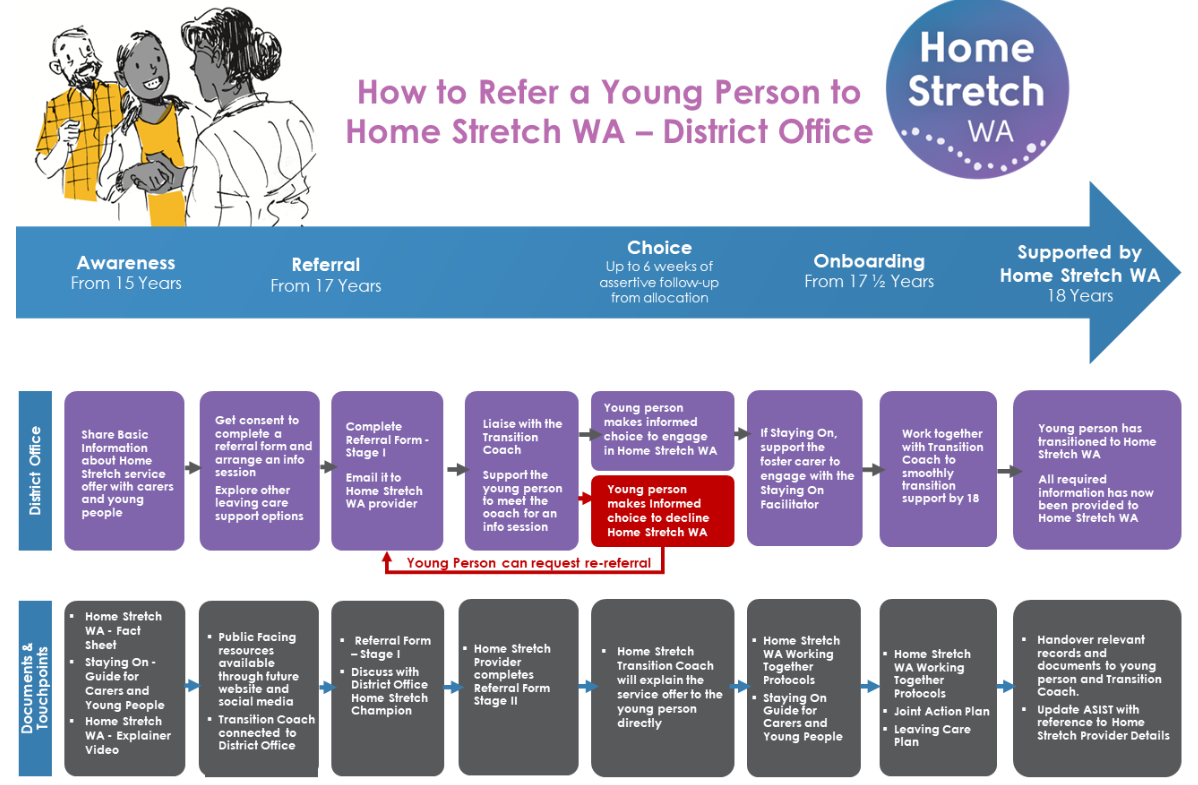 How to Refer a Young Person to
Home Stretch WA – District Office
Home
Stretch
WA
Awareness
From 15 Years
Referral
From 17 Years
Choice
Up to 6 weeks of
assertive follow-up
from allocation
Onboarding
From 17 ½ Years
Supported by
Home Stretch WA
18 Years
District Office
Share Basic
Information
about Home
Stretch service
offer with carers
and young
people
Get consent to
complete a
referral form and
arrange an info
session
Explore other
leaving care
support options
Complete
Referral Form -
Stage I
Email it to
Home Stretch
WA provider
Liaise with the
Transition
Coach
Support the
young person
to meet the
coach for an
info session
Young person
makes informed
choice to engage
in Home Stretch WA
Young person
makes Informed
choice to decline
Home Stretch WA
If Staying On,
support the
foster carer to
engage with the
Staying On
Facilitator
Work together
with Transition
Coach to
smoothly
transition
support by 18
Young person has
transitioned to Home
Stretch WA
All required
information has now
been provided to
Home Stretch WA
Young Person can request re-referral
Documents &
Touchpoints
▪ Home Stretch
WA - Fact
Sheet
▪ Staying On -
Guide for
Carers and
Young People
▪ Home Stretch
WA - Explainer
Video
▪ Public Facing
resources
available
through future
website and
social media
▪ Transition Coach
connected to
District Office
▪ Referral Form
– Stage I
▪ Discuss with
District Office
Home Stretch
Champion
▪ Home Stretch
Provider
completes
Referral Form
Stage II
▪ Home Stretch
Transition Coach
will explain the
service offer to the
young person
directly
▪ Home Stretch
WA Working
Together
Protocols
▪ Staying On
Guide for
Carers and
Young People
▪ Home Stretch
WA Working
Together
Protocols
▪ Joint Action Plan
▪ Leaving Care
Plan
▪ Handover relevant
records and
documents to young
person and Transition
Coach.
▪ Update ASIST with
reference to Home
Stretch Provider Details